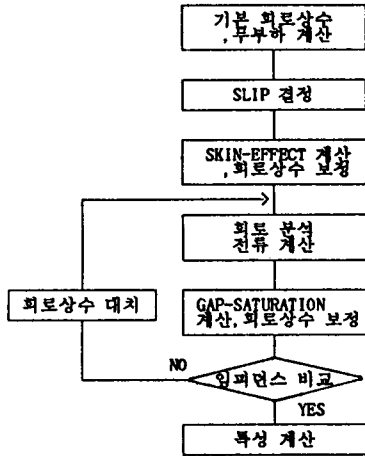 기본 회로상수
,무부하 계산
SLIP 결정
SKIN-EFFECT 계산
,회로상수 보정
회로 분석
전류 계산
회로상수 대치
GAP-SATURATION
계산,회로상수 보정
NO
임피던스 비교
YES
특성 계산